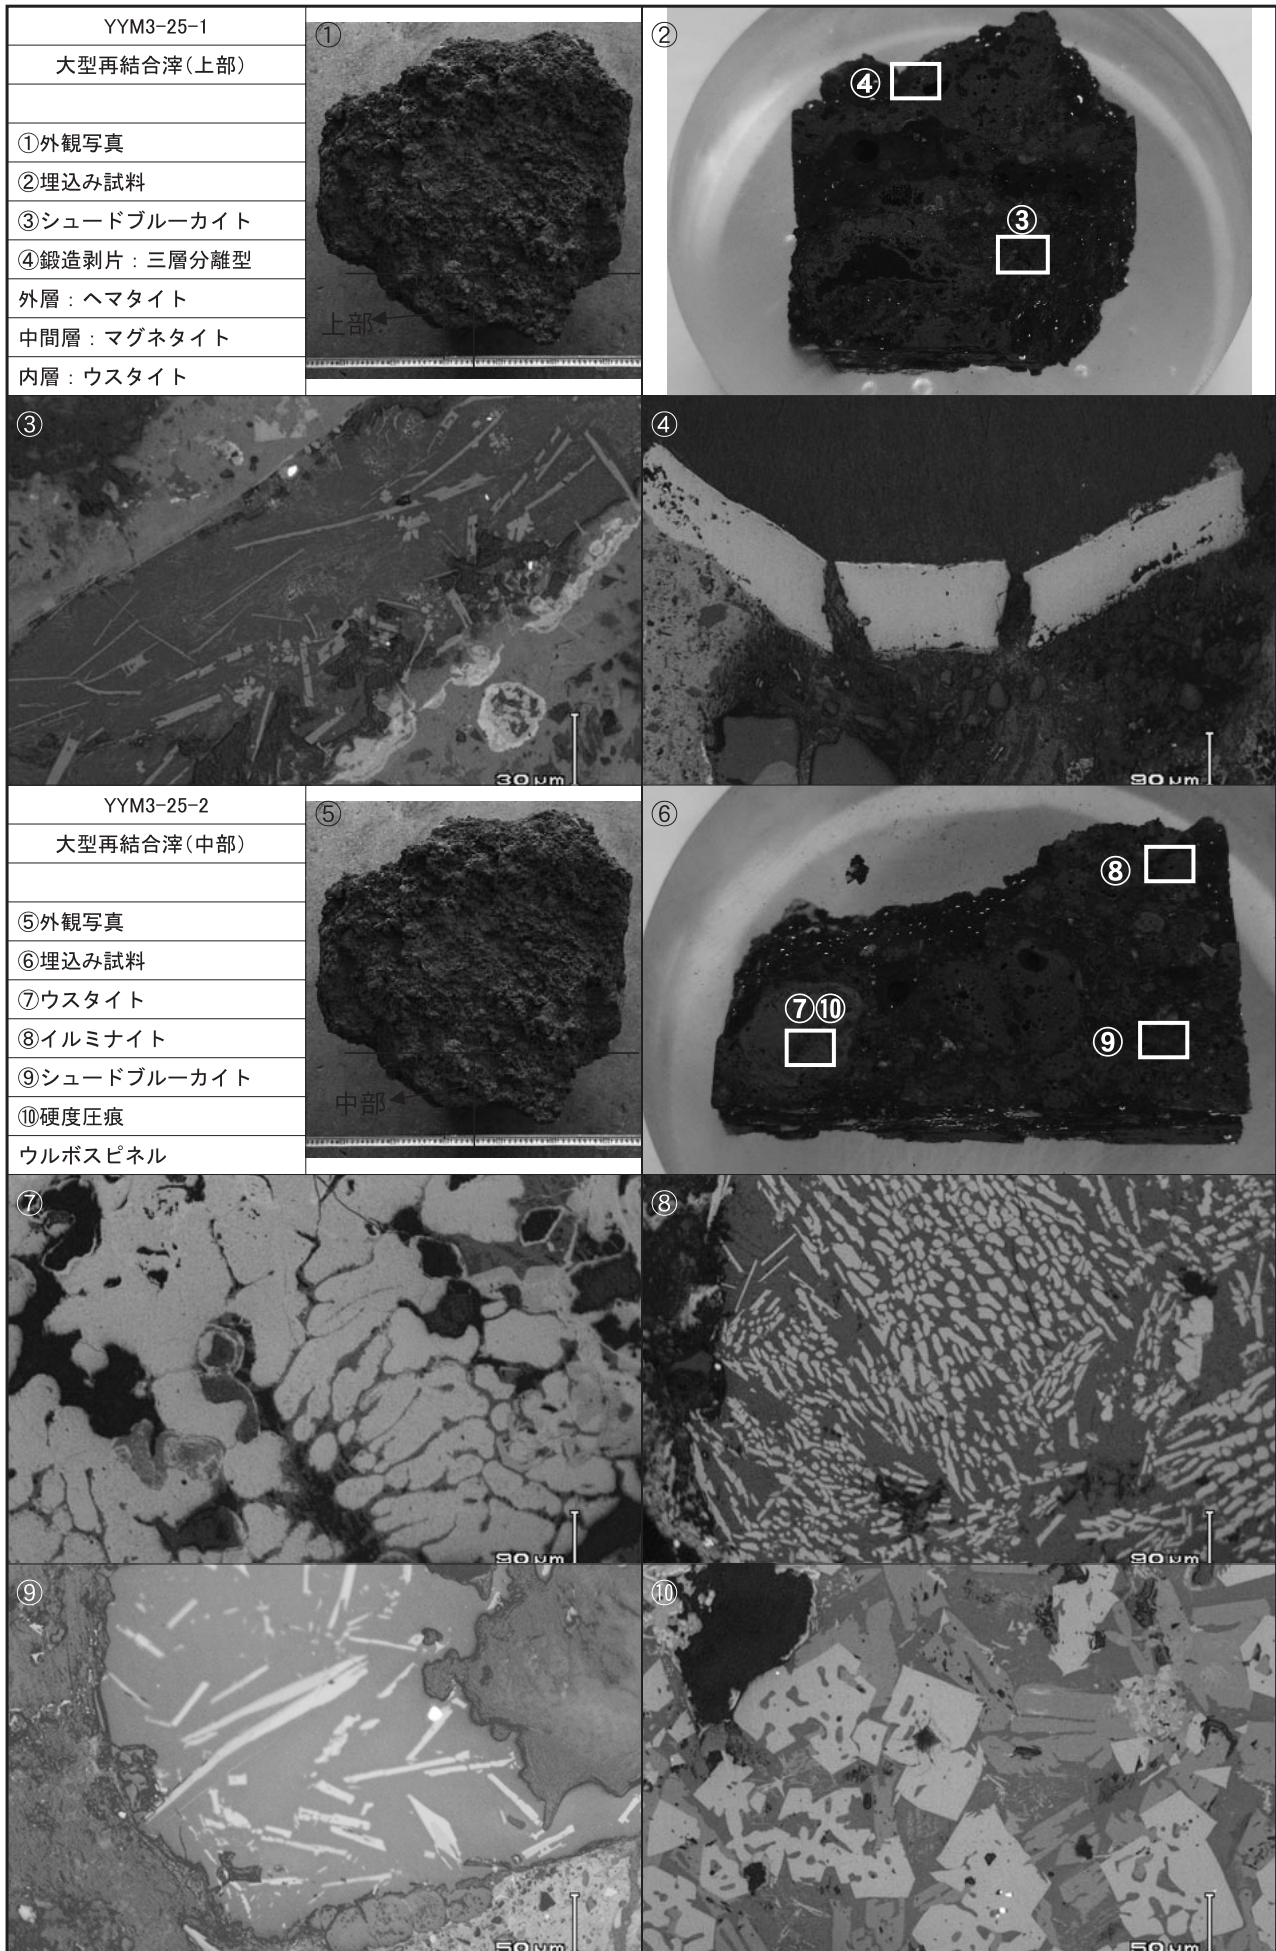 YYM3-25-1
大型再結合滓(上部)
①外観写真
②埋込み試料
③シュードブルーカイト
④鍛造剥片：三層分離型
外層：ヘマタイト
中間層：マグネタイト
内層：ウスタイト
①
上部
②
④
③
③
30μm
④
90μm
YYM3-25-2
大型再結合滓(中部)
⑤外観写真
⑥埋込み試料
⑦ウスタイト
⑧イルミナイト
⑨シュードブルーカイト
⑩硬度圧痕
ウルボスピネル
⑤
中部
⑥
⑧
⑦⑩
⑨
⑦
90μm
⑧
90μm
⑨
50μm
⑩
50μm